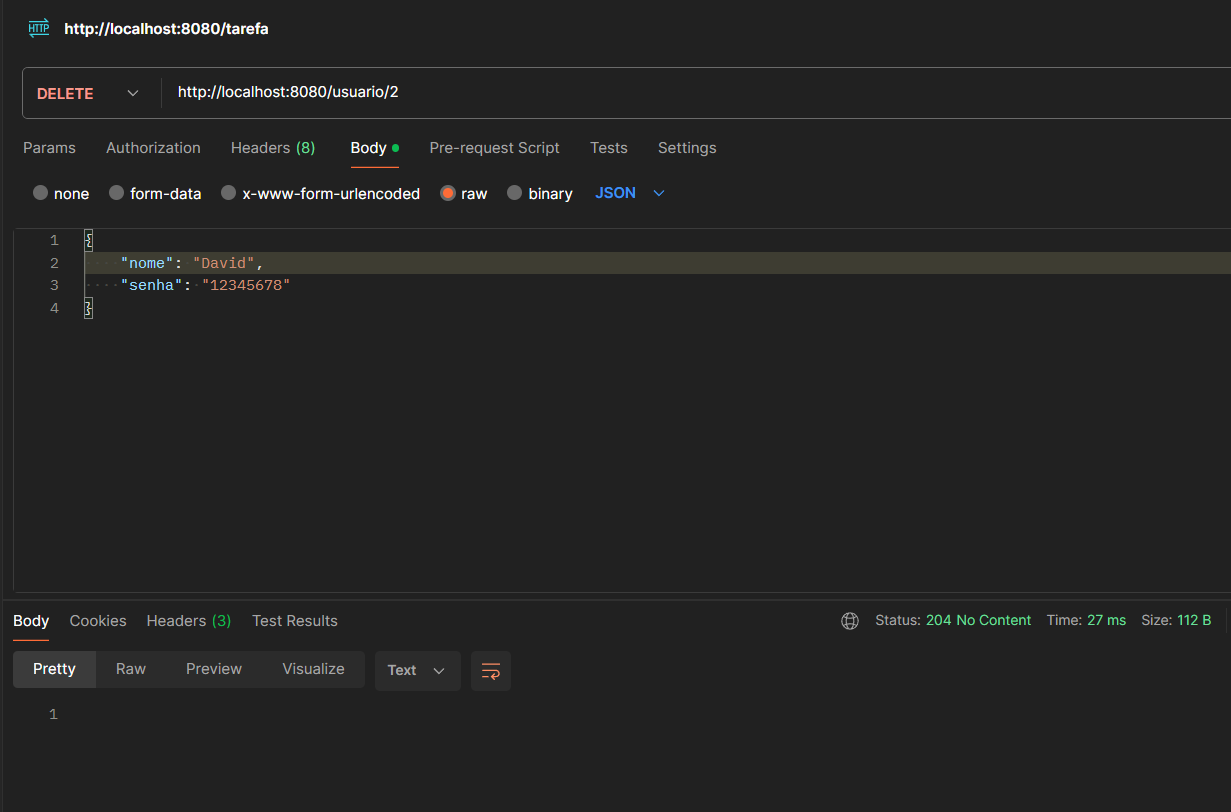 HTTP http://localhost:8080/tarefa
DELETE http://localhost:8080/usuario/2
Params Authorization Headers (8) Body Pre-request Script Tests Settings
none form-data x-www-form-urlencoded raw binary JSON
1 {
2 "nome": "David",
3 "senha": "12345678"
4 }
Body Cookies Headers (3) Test Results Status: 204 No Content Time: 27 ms Size: 112 B
Pretty Raw Preview Visualize Text
1